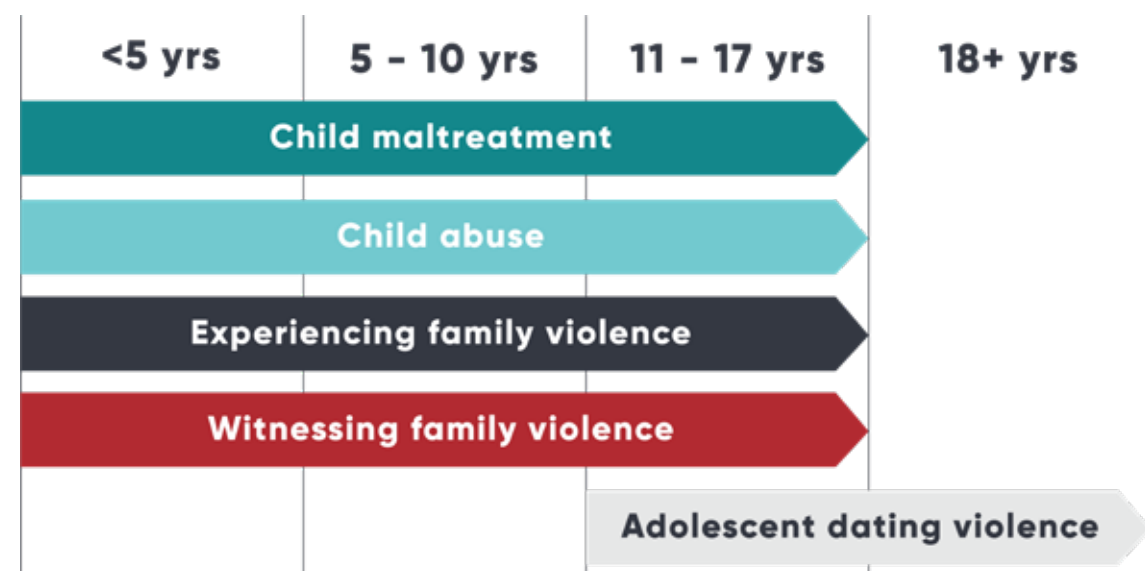 <5 yrs 5 - 10 yrs 11 - 17 yrs 18+ yrs
Child maltreatment
Child abuse
Experiencing family violence
Witnessing family violence
Adolescent dating violence